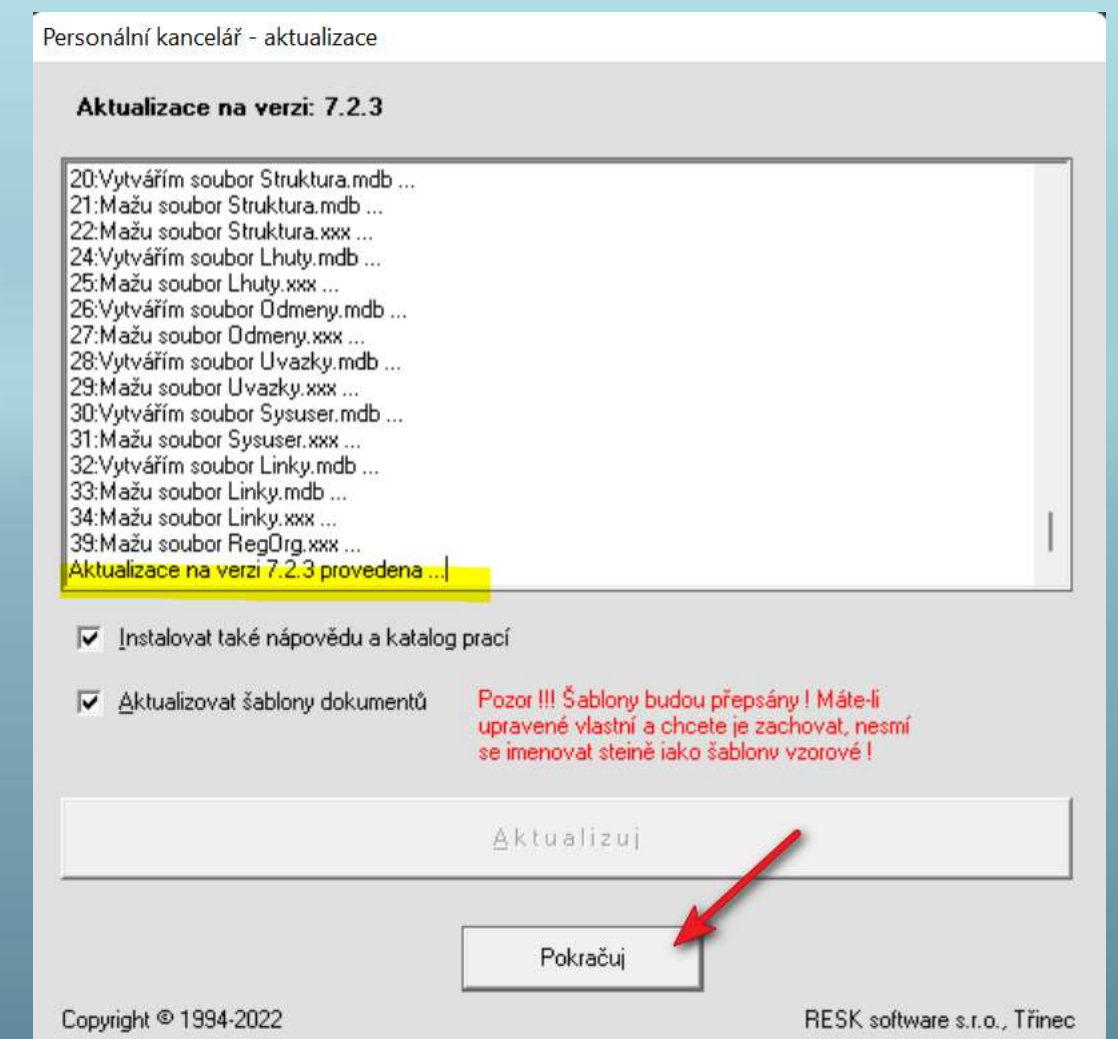 Personální kancelář - aktualizace
Aktualizace na verzi: 7.2.3
20:Vytvářím soubor Struktura.mdb ...
21:Mažu soubor Struktura.mdb ...
22:Mažu soubor Struktura.xxx ...
24:Vytvářím soubor Lhuty.mdb ...
25:Mažu soubor Lhuty.xxx ...
26:Vytvářím soubor Odmeny.mdb ...
27:Mažu soubor Odmeny.xxx ...
28:Vytvářím soubor Uvazky.mdb ...
29:Mažu soubor Uvazky.xxx ...
30:Vytvářím soubor Sysuser.mdb ...
31:Mažu soubor Sysuser.xxx ...
32:Vytvářím soubor Linky.mdb ...
33:Mažu soubor Linky.mdb ...
34:Mažu soubor Linky.xxx ...
39:Mažu soubor RegOrg.xxx ...
Aktualizace na verzi 7.2.3 provedena ...
Instalovat také nápovědu a katalog prací
Aktualizovat šablony dokumentů
Pozor !!! Šablony budou přepsány ! Máte-li
upravené vlastní a chcete je zachovat, nesmí
se jmenovat stejně jako šablony vzorové !
Aktualizuj
Pokračuj
Copyright © 1994-2022
RESK software s.r.o., Třinec